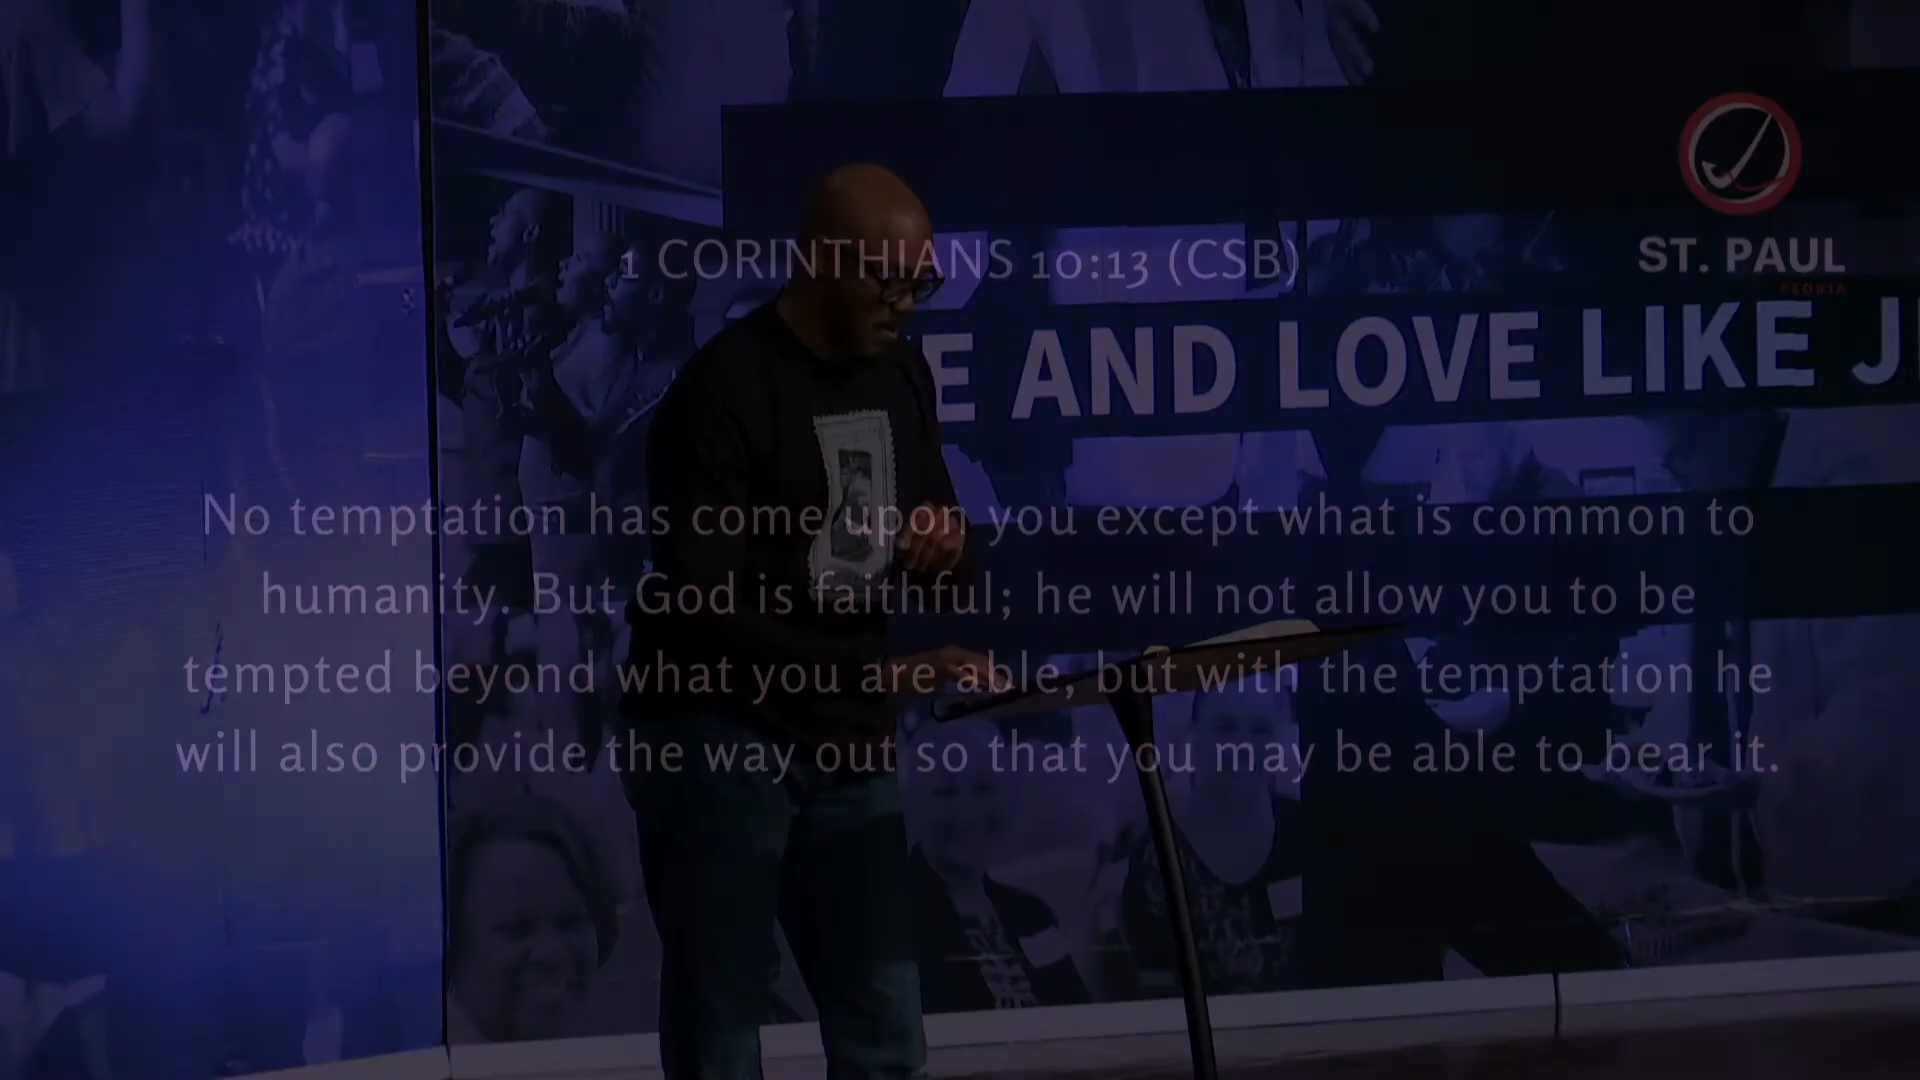 1 CORINTHIANS 10:13 (CSB)
ST. PAUL
PEORIA
E AND LOVE LIKE J
No temptation has come upon you except what is common to
humanity. But God is faithful; he will not allow you to be
tempted beyond what you are able, but with the temptation he
will also provide the way out so that you may be able to bear it.